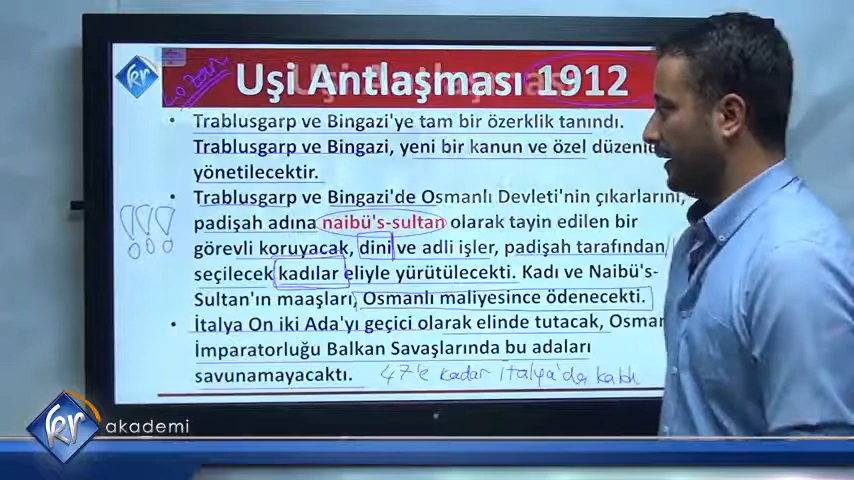 kr
Lozan
Uşi Antlaşması 1912
• Trablusgarp ve Bingazi'ye tam bir özerklik tanındı.
Trablusgarp ve Bingazi, yeni bir kanun ve özel düzenle
yönetilecektir.
• Trablusgarp ve Bingazi'de Osmanlı Devleti'nin çıkarlarını,
padişah adına naibü's-sultan olarak tayin edilen bir
!!!
görevli koruyacak, dini ve adli işler, padişah tarafından
seçilecek kadılar eliyle yürütülecekti. Kadı ve Naibü's-
Sultan'ın maaşları, Osmanlı maliyesince ödenecekti.
• İtalya On iki Ada'yı geçici olarak elinde tutacak,
İmparatorluğu Balkan Savaşlarında bu adaları
savunamayacaktı. 47'e kadar italya'da kaldı
kr akademi